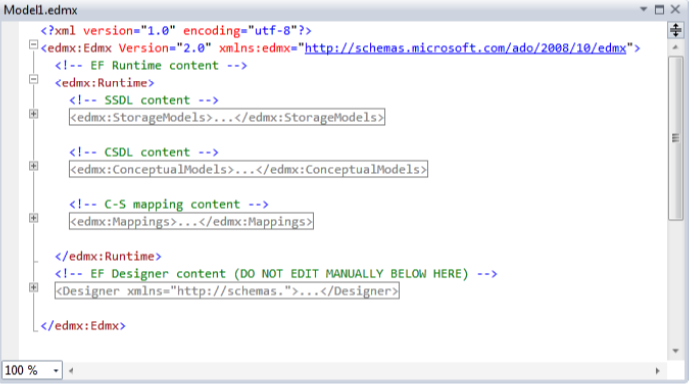 Model1.edmx
<?xml version="1.0" encoding="utf-8"?>
<edmx:Edmx Version="2.0" xmlns:edmx="http://schemas.microsoft.com/ado/2008/10/edmx">
<!-- EF Runtime content -->
<edmx:Runtime>
<!-- SSDL content -->
<edmx:StorageModels>...</edmx:StorageModels>
<!-- CSDL content -->
<edmx:ConceptualModels>...</edmx:ConceptualModels>
<!-- C-S mapping content -->
<edmx:Mappings>...</edmx:Mappings>
</edmx:Runtime>
<!-- EF Designer content (DO NOT EDIT MANUALLY BELOW HERE) -->
<Designer xmlns="http://schemas.">...</Designer>
</edmx:Edmx>
100 %